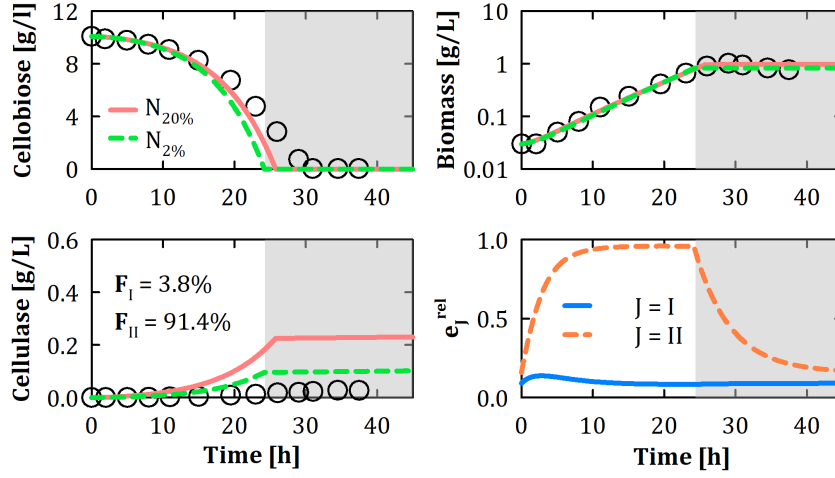 Cellobiose [g/l]
12
8
4
0
N20%
N2%
0
10
20
30
40
Time [h]
Biomass [g/L]
10
1
0.1
0.01
0
10
20
30
40
Time [h]
Cellulase [g/L]
0.6
0.4
0.2
0.0
FI = 3.8%
FII = 91.4%
0
10
20
30
40
Time [h]
eJrel
1.0
0.5
0.0
J = I
J = II
0
10
20
30
40
Time [h]